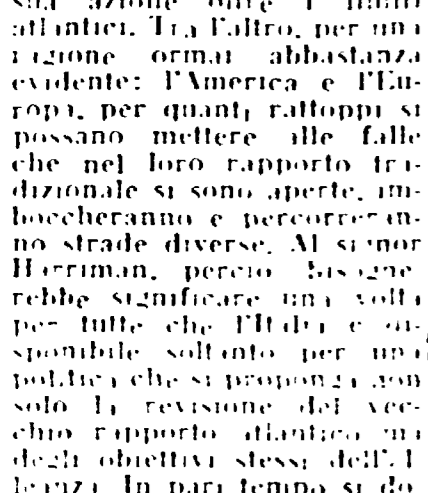 sua azione oltre i limiti
atlantici. Tra l'altro, per una
ragione ormai abbastanza
evidente: l'America e l'Eu-
ropa, per quanti rattoppi si
possano mettere alle falle
che nel loro rapporto tra-
dizionale si sono aperte, im-
boccheranno e percorreran-
no strade diverse. Al signor
Harriman, perciò bisogne-
rebbe significare una volta
per tutte che l'Italia è di-
sponibile soltanto per una
politica che si proponga non
solo la revisione del vec-
chio rapporto atlantico ma
degli obiettivi stessi dell'Al-
leanza. In pari tempo si do-